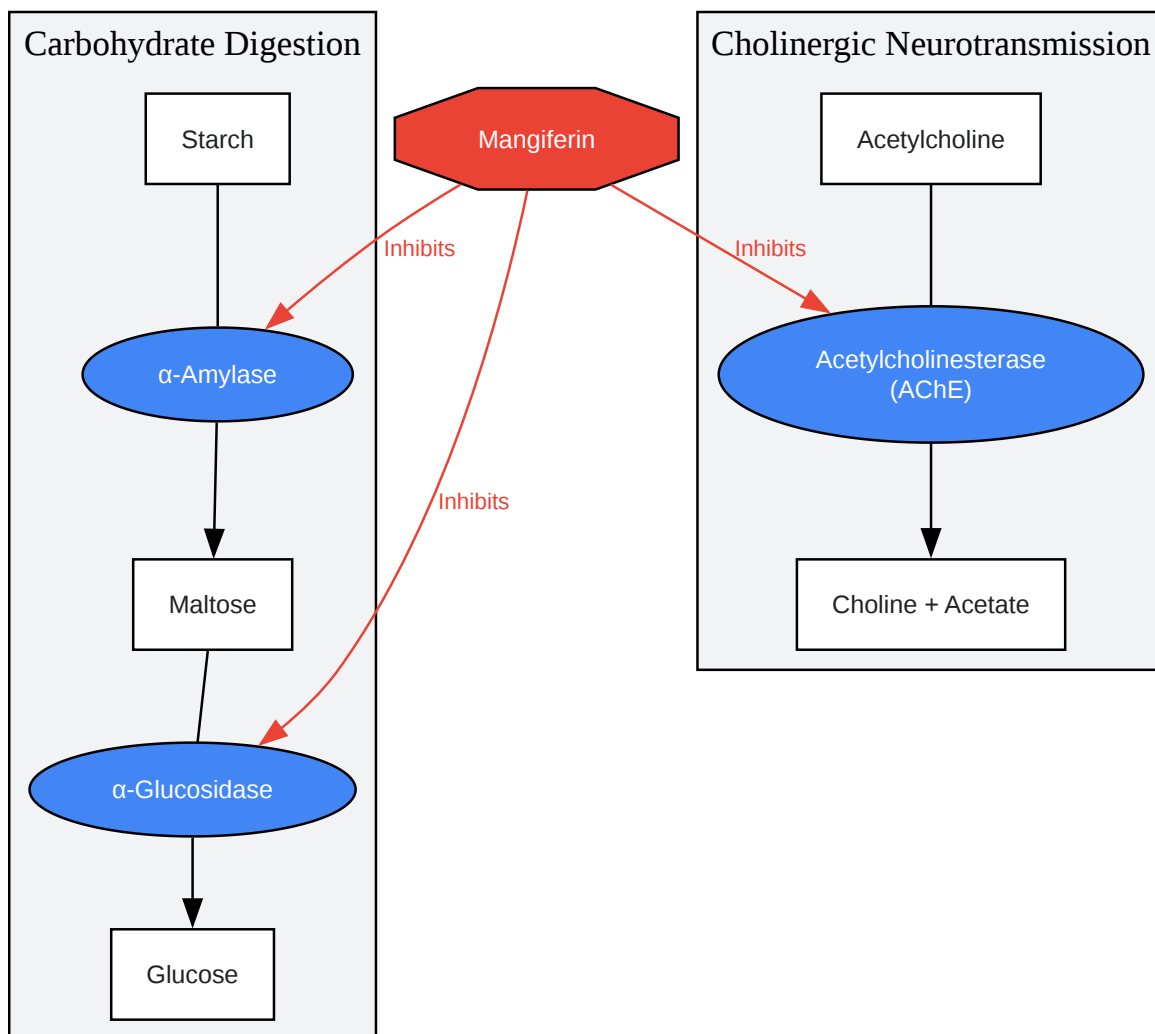 Carbohydrate Digestion
Cholinergic Neurotransmission
Starch
Mangiferin
Acetylcholine
Inhibits
Inhibits
α-Amylase
Acetylcholinesterase
(AChE)
Inhibits
Maltose
Choline + Acetate
α-Glucosidase
Glucose